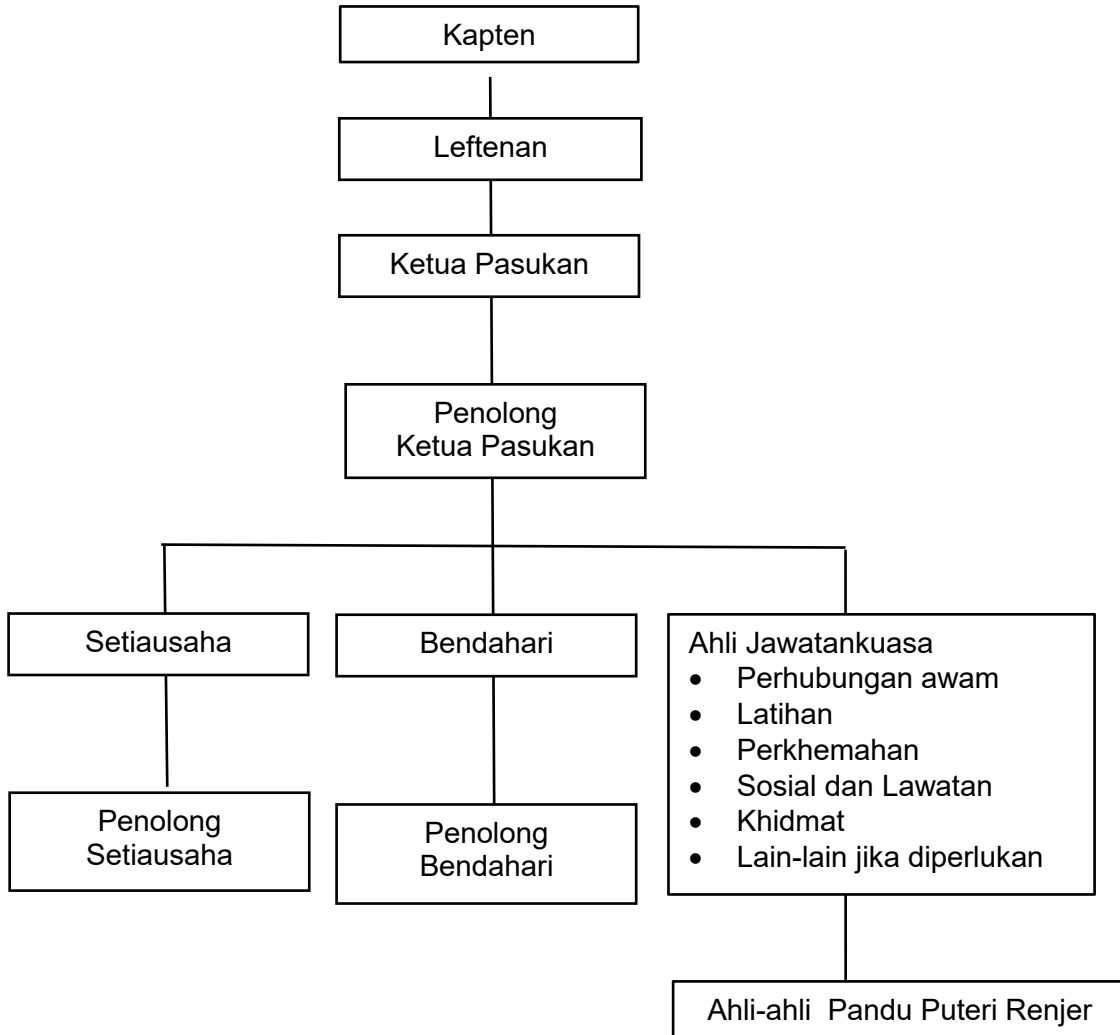 Kapten
Leftenan
Ketua Pasukan
Penolong
Ketua Pasukan
Setiausaha
Bendahari
Ahli Jawatankuasa
• Perhubungan awam
• Latihan
• Perkhemahan
• Sosial dan Lawatan
• Khidmat
• Lain-lain jika diperlukan
Penolong
Setiausaha
Penolong
Bendahari
Ahli-ahli Pandu Puteri Renjer